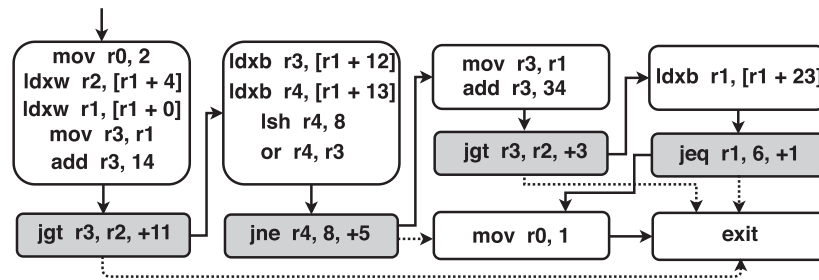 mov r0, 2
ldxw r2, [r1 + 4]
ldxw r1, [r1 + 0]
mov r3, r1
add r3, 14
jgt r3, r2, +11
ldxb r3, [r1 + 12]
ldxb r4, [r1 + 13]
lsh r4, 8
or r4, r3
jne r4, 8, +5
mov r3, r1
add r3, 34
jgt r3, r2, +3
mov r0, 1
ldxb r1, [r1 + 23]
jeq r1, 6, +1
exit